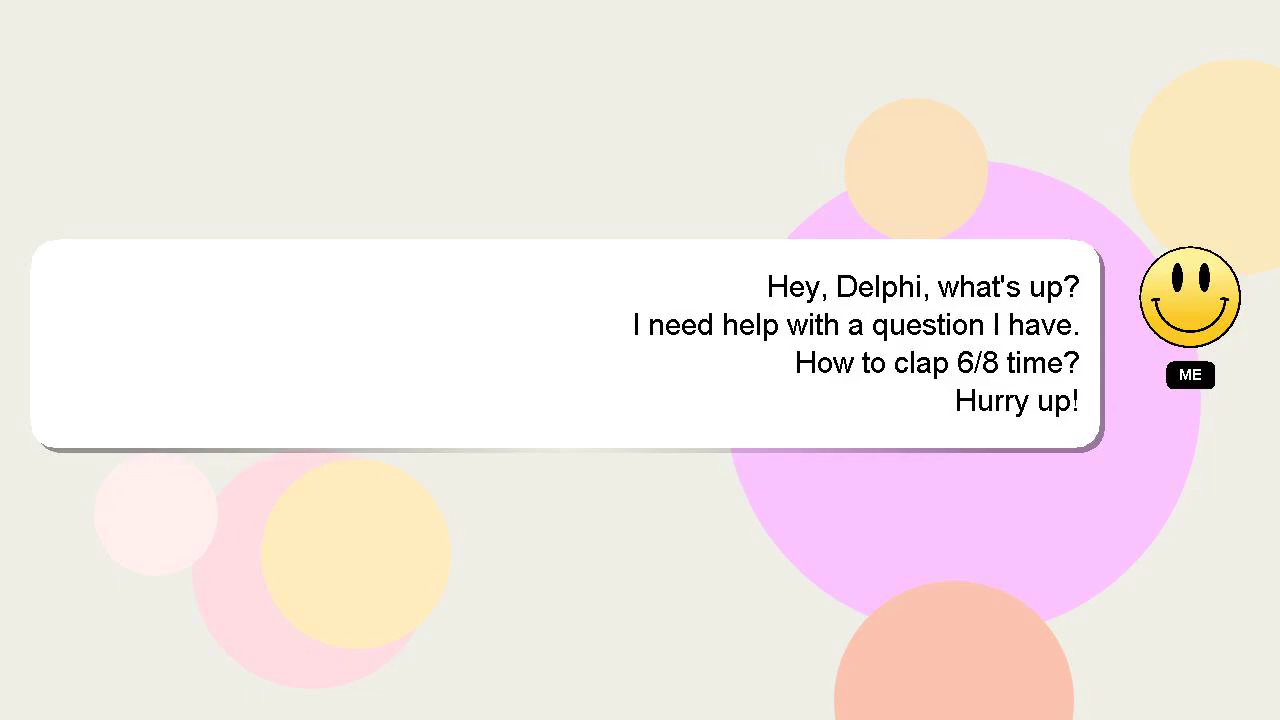 Hey, Delphi, what's up?
I need help with a question I have.
How to clap 6/8 time?
Hurry up!
ME